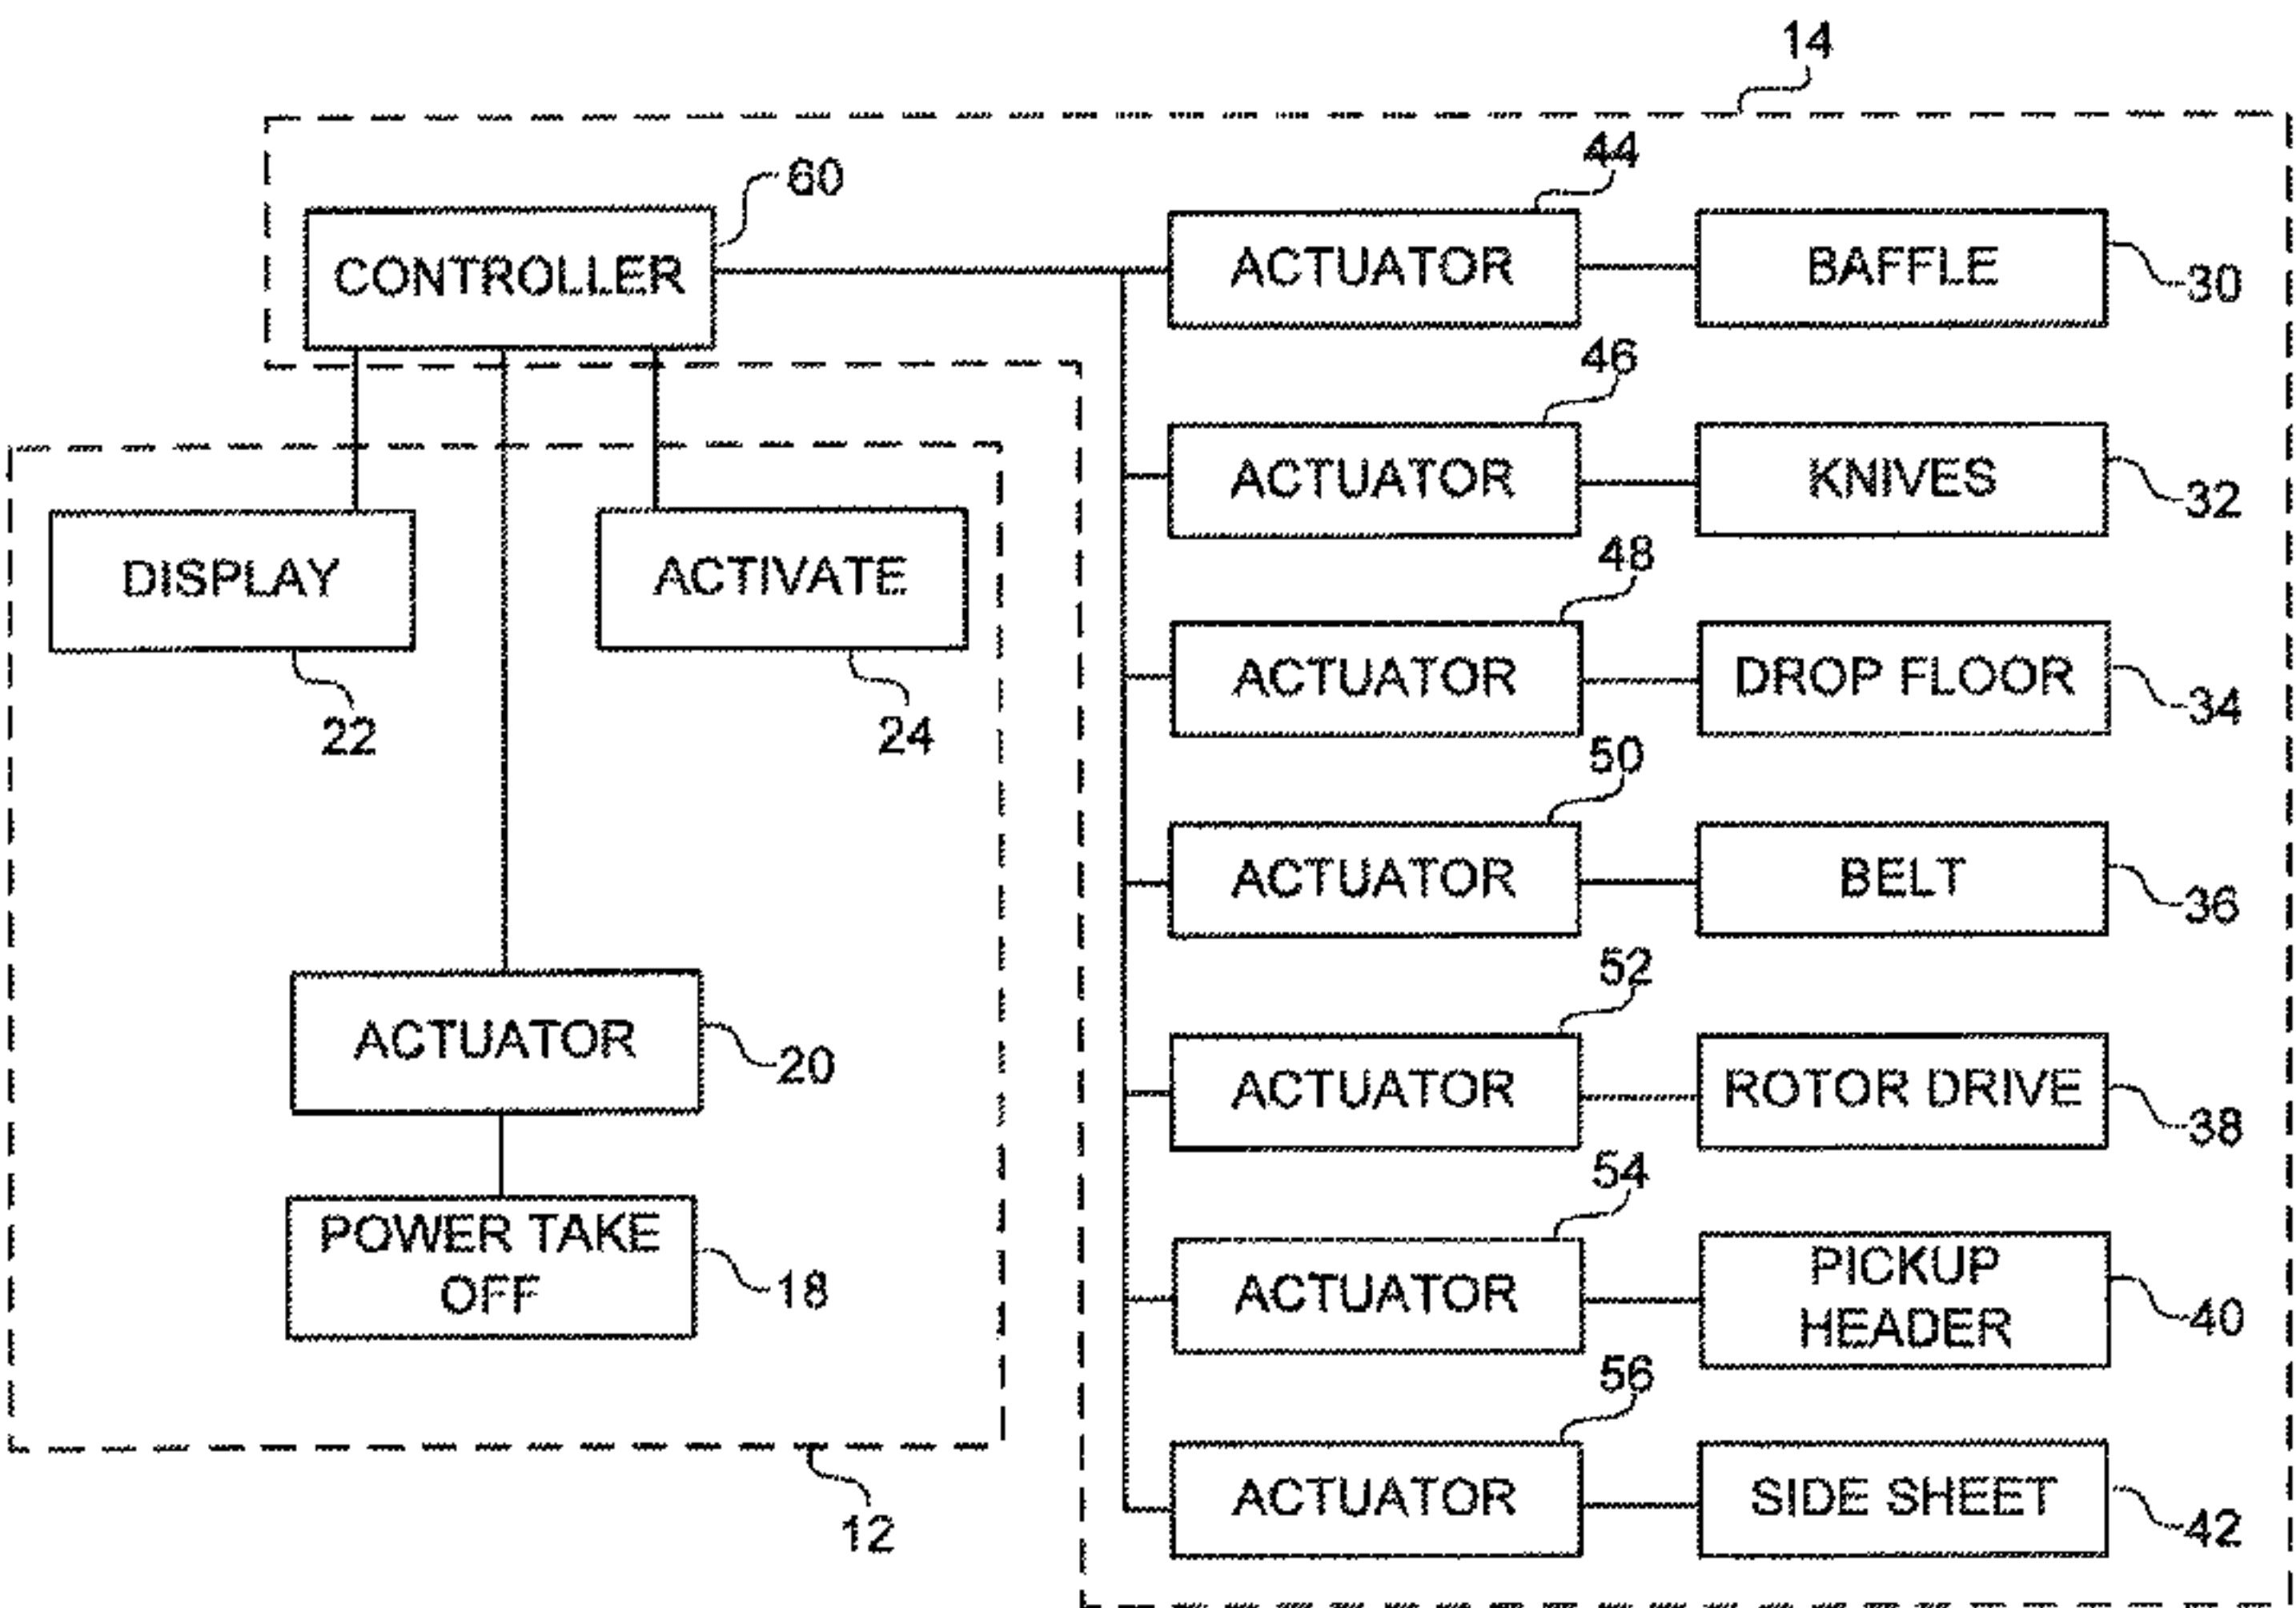 14
44
60
CONTROLLER
ACTUATOR
BAFFLE
30
46
ACTUATOR
KNIVES
32
DISPLAY
ACTIVATE
22
24
48
ACTUATOR
DROP FLOOR
34
50
ACTUATOR
BELT
36
52
ACTUATOR
20
ACTUATOR
ROTOR DRIVE
38
POWER TAKE
OFF
18
54
ACTUATOR
PICKUP
HEADER
40
56
ACTUATOR
SIDE SHEET
42
12